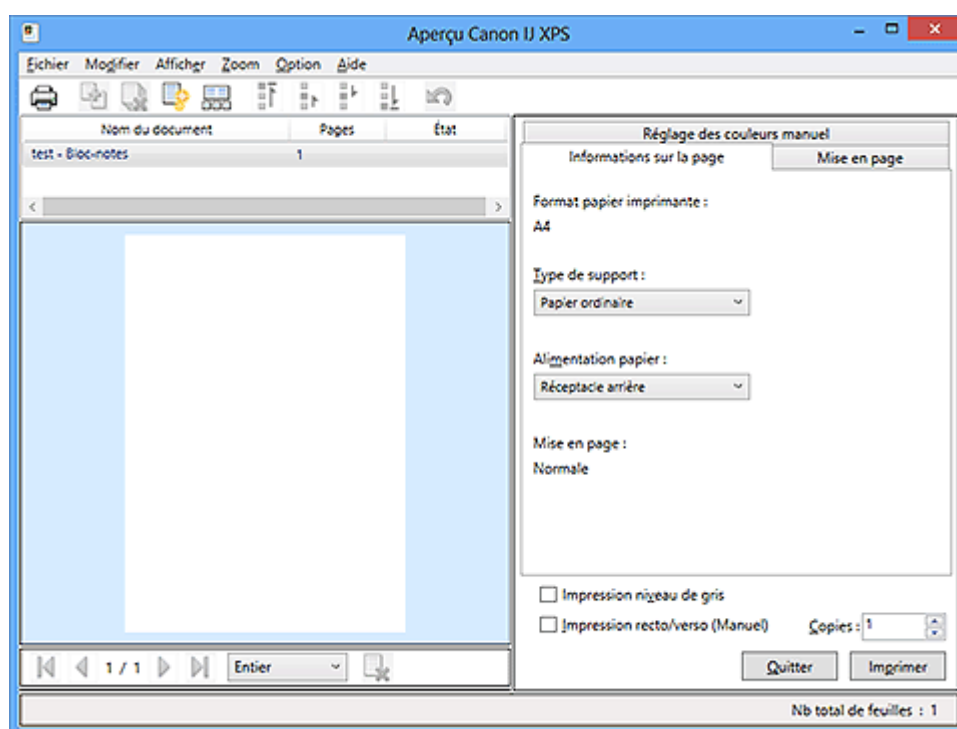 Aperçu Canon IJ XPS
Fichier Modifier Afficher Zoom Option Aide
Nom du document Pages État
test - Bloc-notes 1
Réglage des couleurs manuel
Informations sur la page Mise en page
Format papier imprimante :
A4
Type de support :
Papier ordinaire
Alimentation papier :
Réceptacle arrière
Mise en page :
Normale
Impression niveau de gris
Impression recto/verso (Manuel) Copies : 1
1 / 1 Entier
Quitter Imprimer
Nb total de feuilles : 1